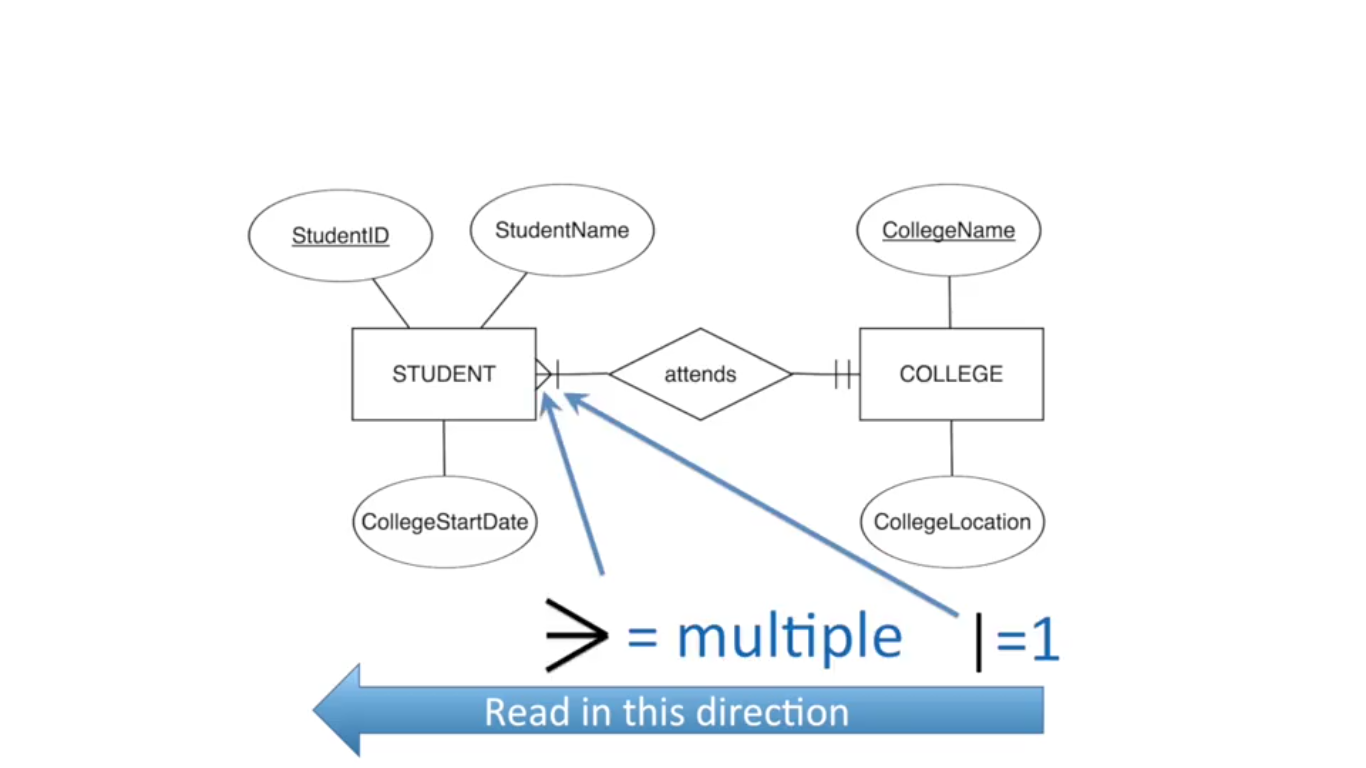 StudentID
StudentName
CollegeName
STUDENT
attends
COLLEGE
CollegeStartDate
CollegeLocation
= multiple
|=1
Read in this direction